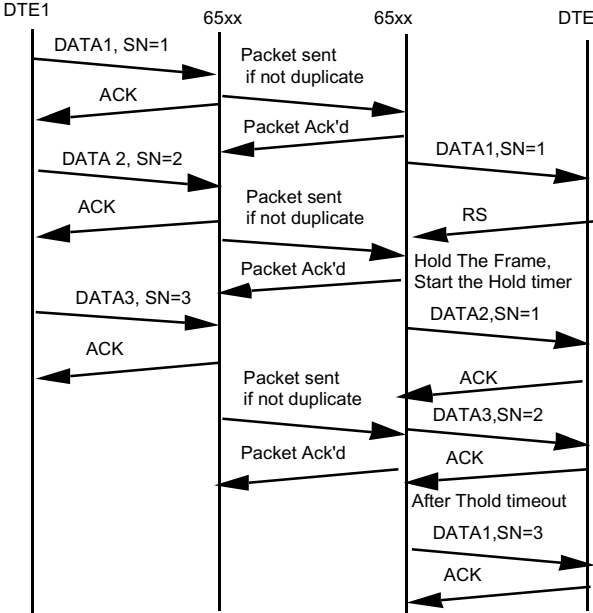 DTE1
65xx
65xx
DTE
DATA1, SN=1
Packet sent
if not duplicate
ACK
Packet Ack'd
DATA1,SN=1
DATA 2, SN=2
Packet sent
if not duplicate
ACK
RS
Hold The Frame,
Start the Hold timer
Packet Ack'd
DATA3, SN=3
DATA2,SN=1
ACK
Packet sent
if not duplicate
ACK
DATA3,SN=2
Packet Ack'd
ACK
After Thold timeout
DATA1,SN=3
ACK